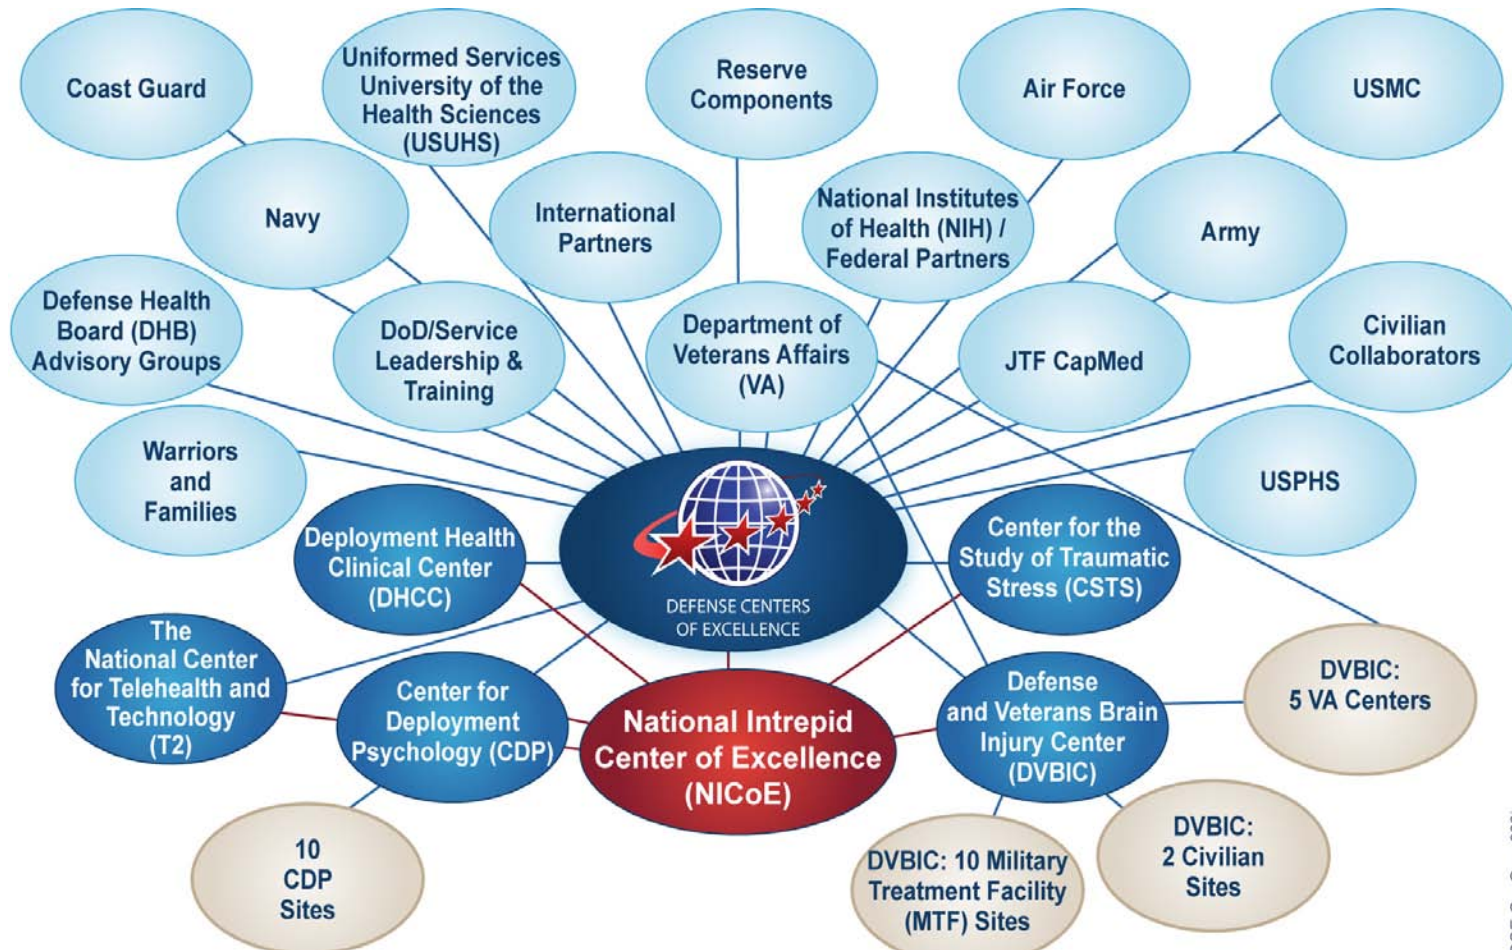 Coast Guard
Uniformed Services
University of the
Health Sciences
(USUHS)
Reserve
Components
Air Force
USMC
Navy
International
Partners
National Institutes
of Health (NIH) /
Federal Partners
Army
Defense Health
Board (DHB)
Advisory Groups
DoD/Service
Leadership &
Training
Department of
Veterans Affairs
(VA)
JTF CapMed
Civilian
Collaborators
Warriors
and
Families
USPHS
Deployment Health
Clinical Center
(DHCC)
DEFENSE CENTERS
OF EXCELLENCE
Center for the
Study of Traumatic
Stress (CSTS)
The
National Center
for Telehealth and
Technology
(T2)
Center for
Deployment
Psychology (CDP)
National Intrepid
Center of Excellence
(NICoE)
Defense
and Veterans Brain
Injury Center
(DVBIC)
DVBIC:
5 VA Centers
10
CDP
Sites
DVBIC: 10 Military
Treatment Facility
(MTF) Sites
DVBIC:
2 Civilian
Sites